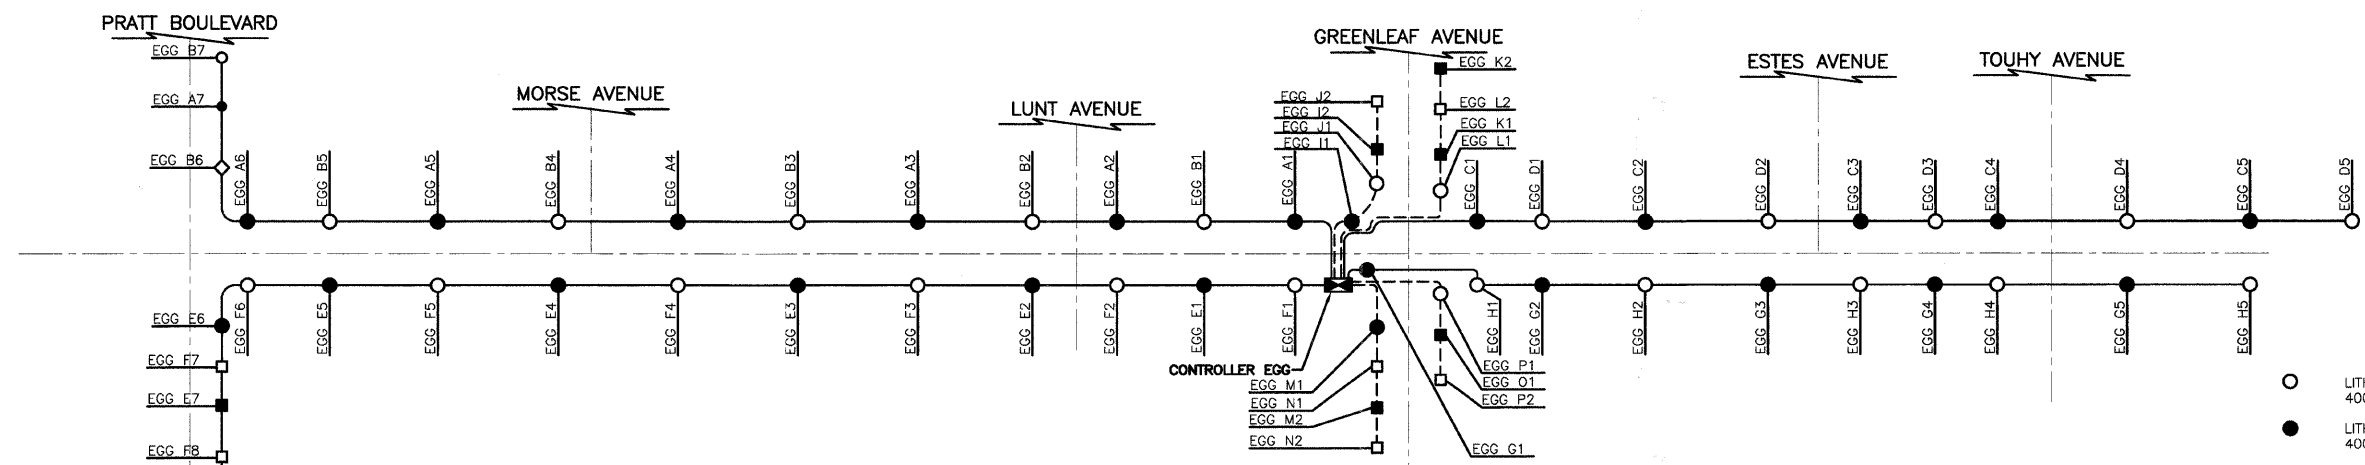 PRATT BOULEVARD
EGG B7
EGG A7
EGG B6
MORSE AVENUE
LUNT AVENUE
GREENLEAF AVENUE
ESTES AVENUE
TOUHY AVENUE
EGG J2
EGG I2
EGG J1
EGG I1
EGG K2
EGG L2
EGG K1
EGG L1
EGG A6
EGG B5
EGG A5
EGG B4
EGG A4
EGG B3
EGG A3
EGG B2
EGG A2
EGG B1
EGG A1
EGG C1
EGG D1
EGG C2
EGG D2
EGG C3
EGG D3
EGG C4
EGG D4
EGG C5
EGG D5
EGG E6
EGG F7
EGG E7
EGG F8
EGG F6
EGG E5
EGG F5
EGG E4
EGG F4
EGG E3
EGG F3
EGG E2
EGG F2
EGG E1
EGG F1
EGG H1
EGG G2
EGG H2
EGG G3
EGG H3
EGG G4
EGG H4
EGG G5
EGG H5
CONTROLLER EGG
EGG M1
EGG N1
EGG M2
EGG N2
EGG P1
EGG O1
EGG P2
EGG G1